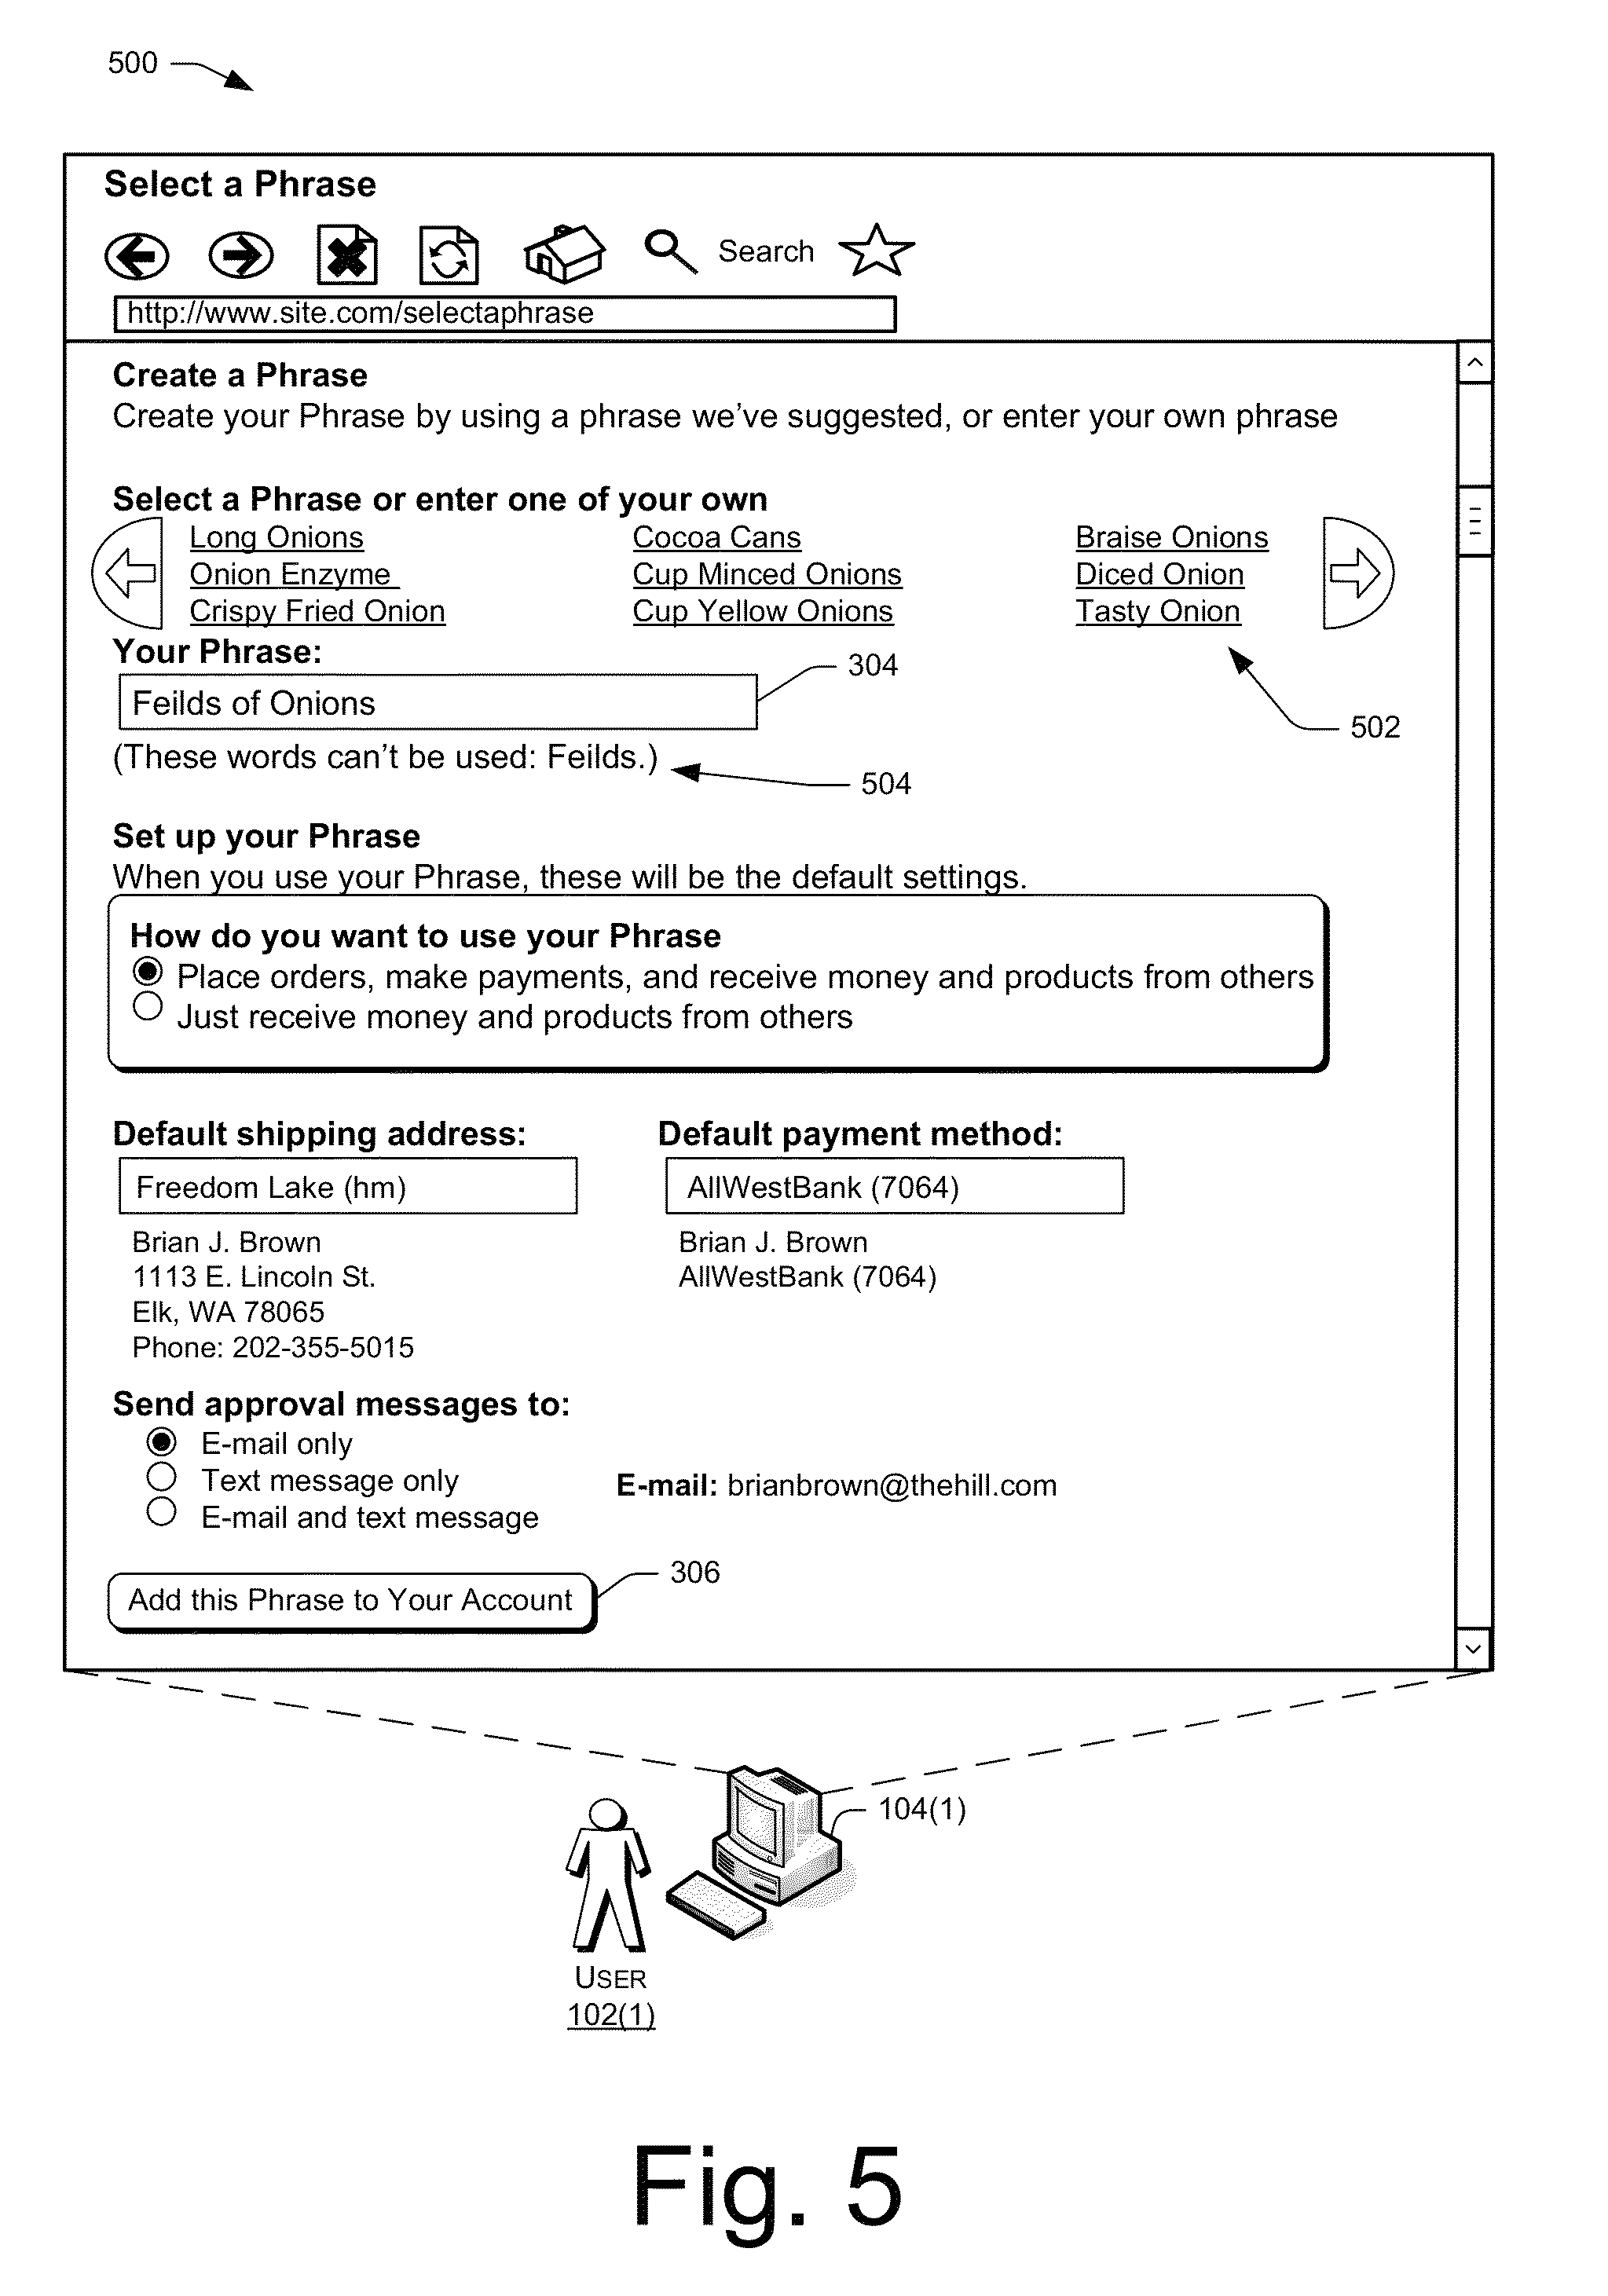 500
Select a Phrase
Search
http://www.site.com/selectaphrase
Create a Phrase
Create your Phrase by using a phrase we've suggested, or enter your own phrase
Select a Phrase or enter one of your own
Long Onions Cocoa Cans Braise Onions
Onion Enzyme Cup Minced Onions Diced Onion
Crispy Fried Onion Cup Yellow Onions Tasty Onion
Your Phrase:
304
Feilds of Onions
502
(These words can't be used: Feilds.)
504
Set up your Phrase
When you use your Phrase, these will be the default settings.
How do you want to use your Phrase
Place orders, make payments, and receive money and products from others
Just receive money and products from others
Default shipping address: Default payment method:
Freedom Lake (hm) AllWestBank (7064)
Brian J. Brown Brian J. Brown
1113 E. Lincoln St. AllWestBank (7064)
Elk, WA 78065
Phone: 202-355-5015
Send approval messages to:
E-mail only
Text message only E-mail: brianbrown@thehill.com
E-mail and text message
306
Add this Phrase to Your Account
104(1)
USER
102(1)
Fig. 5